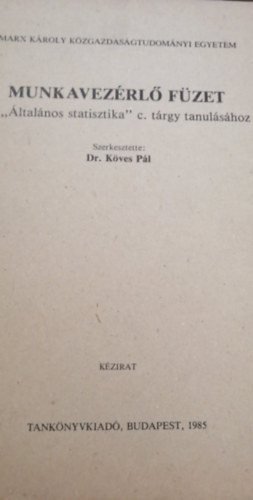 MARX KÁROLY KÖZGAZDASÁGTUDOMÁNYI EGYETEM
MUNKAVEZÉRLŐ FÜZET
„Általános statisztika” c. tárgy tanulásához
Szerkesztette:
Dr. Köves Pál
KÉZIRAT
TANKÖNYVKIADÓ, BUDAPEST, 1985